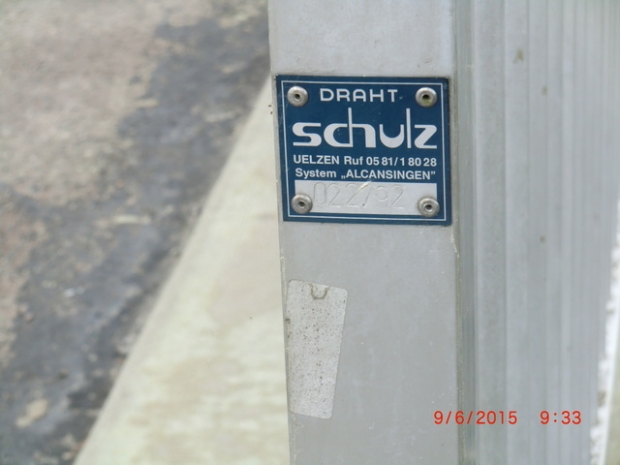 DRAHT
schulz
UELZEN Ruf 05 81/1 80 28
System „ALCANSINGEN"
022/92
9/6/2015 9:33